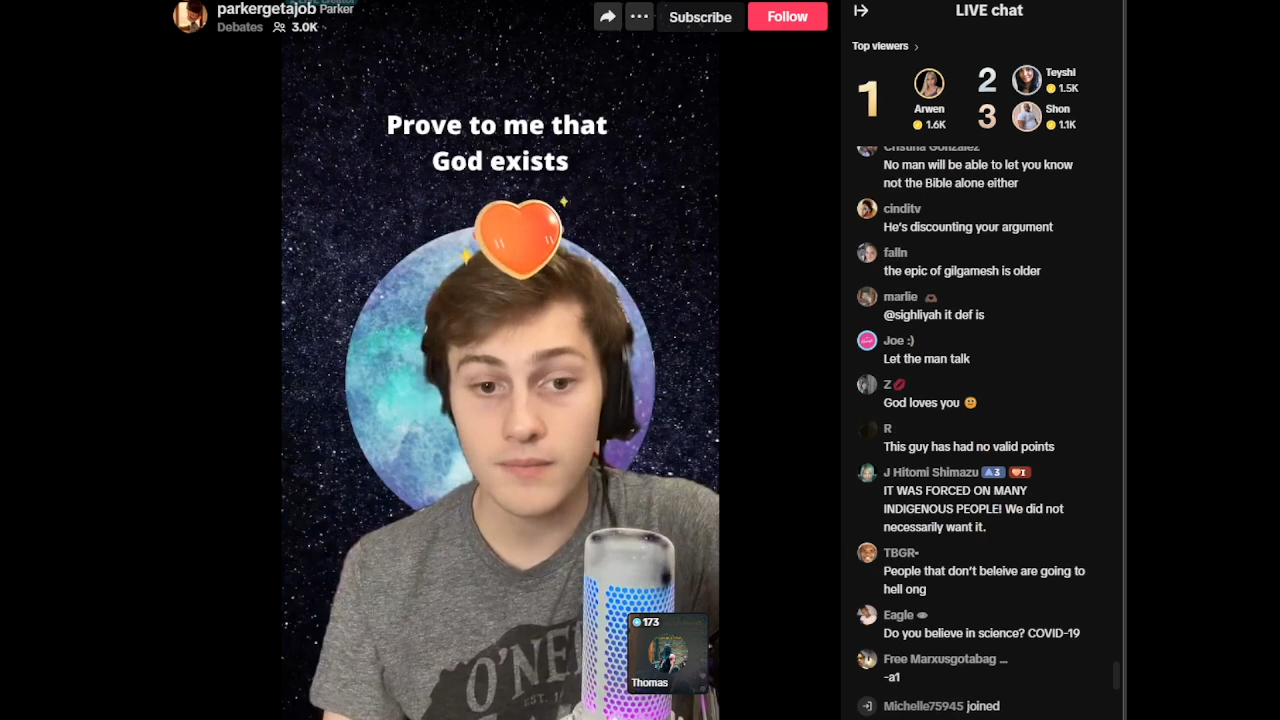 parkergetajob Parker
Debates 3.0K
Subscribe
Follow
Prove to me that
God exists
O'NE
EST. 1
173
Thomas
LIVE chat
Top viewers
1
Arwen
1.6K
2
Teyshi
1.5K
3
Shon
1.1K
Cristina Gonzalez
No man will be able to let you know
not the Bible alone either
cinditv
He's discounting your argument
falln
the epic of gilgamesh is older
marlie
@sighliyah it def is
Joe :)
Let the man talk
Z💋
God loves you 🥲
R
This guy has had no valid points
J Hitomi Shimazu 3 I
IT WAS FORCED ON MANY
INDIGENOUS PEOPLE! We did not
necessarily want it.
TBGR-
People that don't beleive are going to
hell ong
Eagle 👁
Do you believe in science? COVID-19
Free Marxusgotabag ...
-a1
Michelle75945 joined